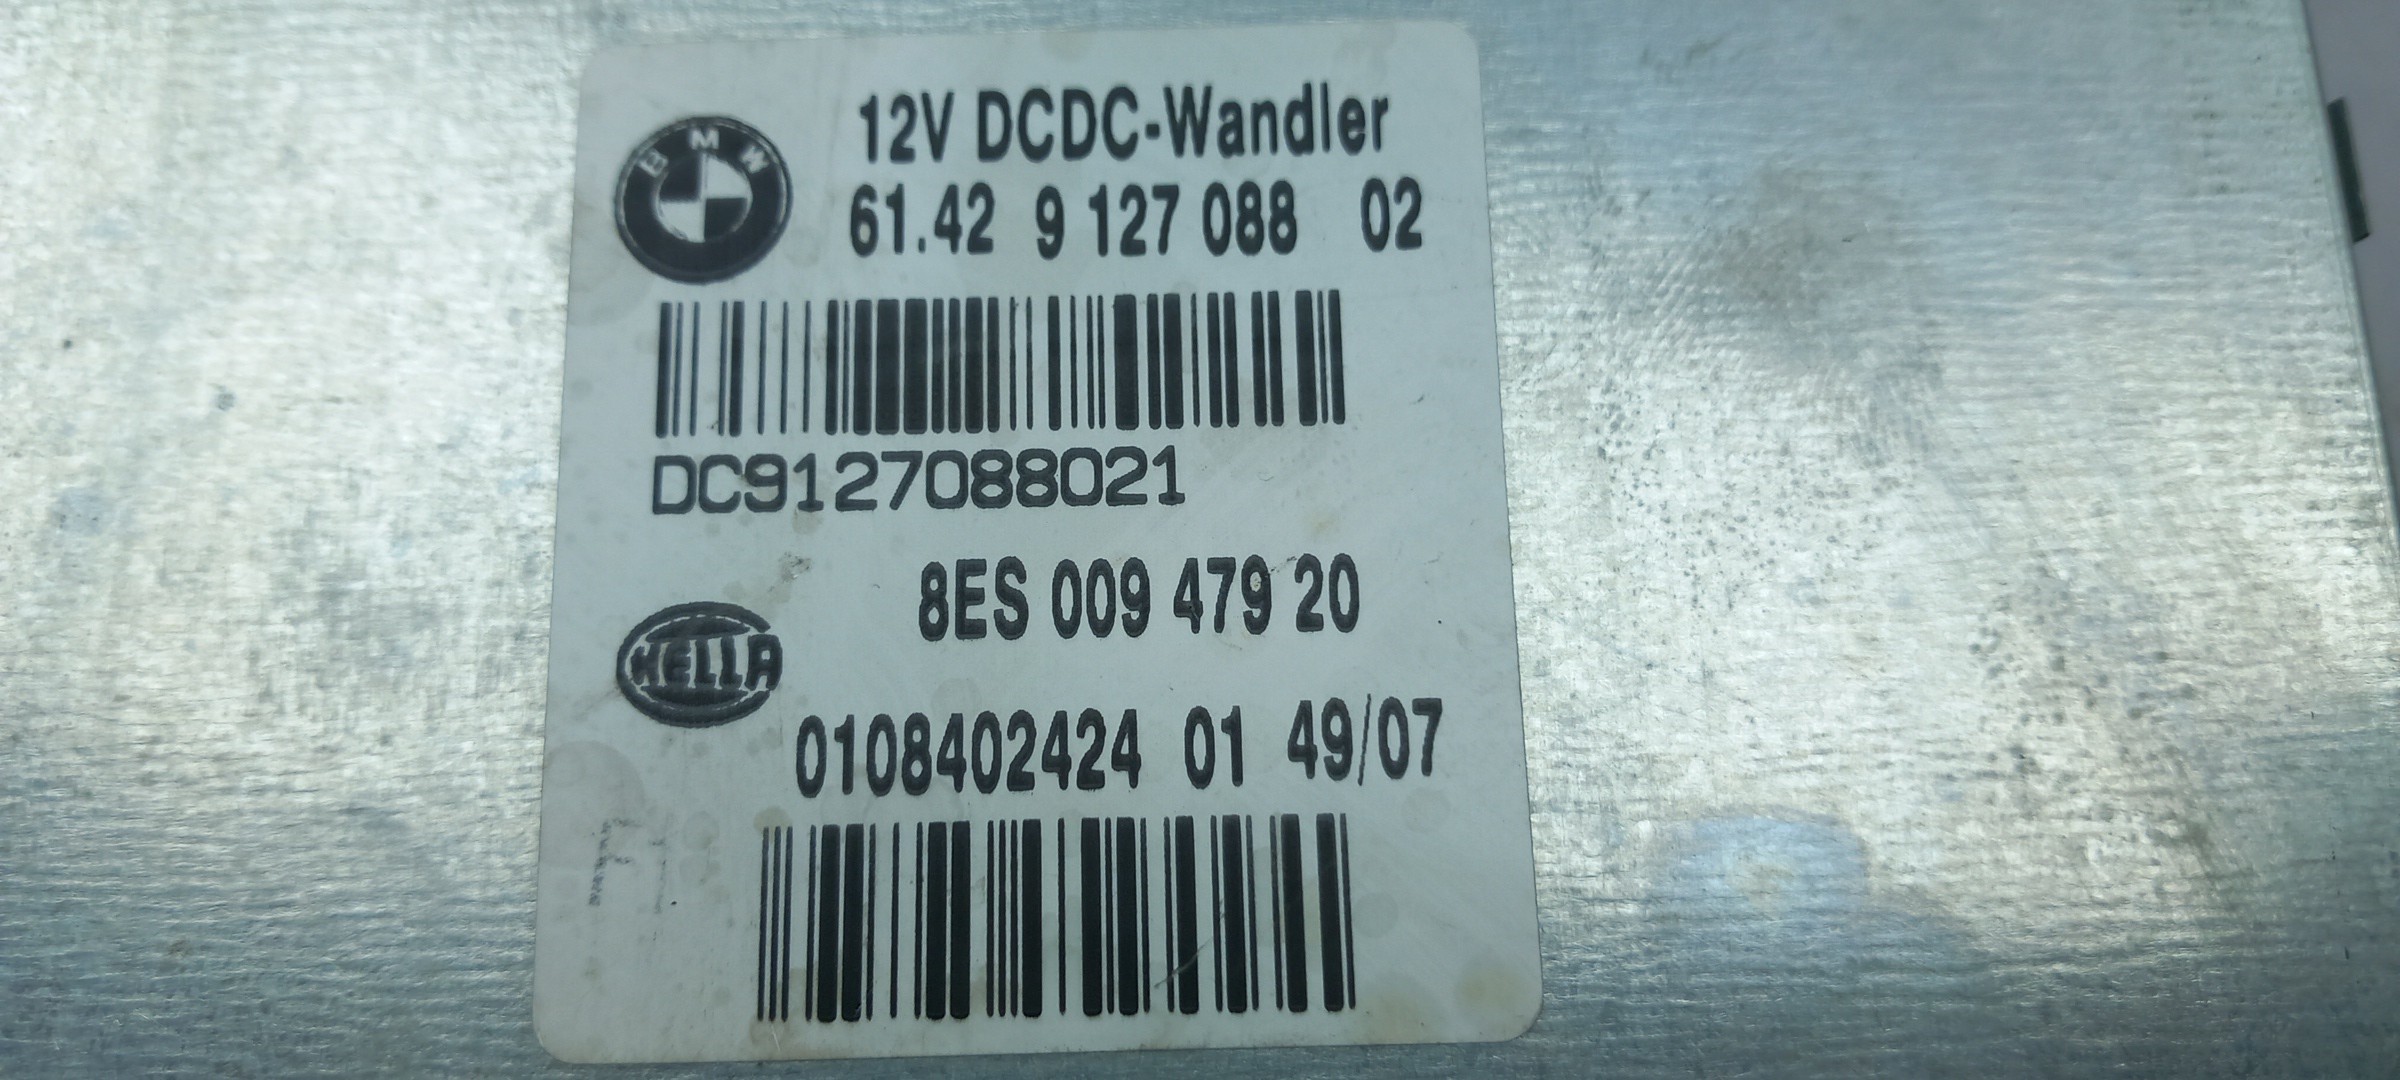 BMW
12V DCDC-Wandler
61.42 9 127 088 02
DC9127088021
8ES 009 479 20
HELLA
0108402424 01 49/07